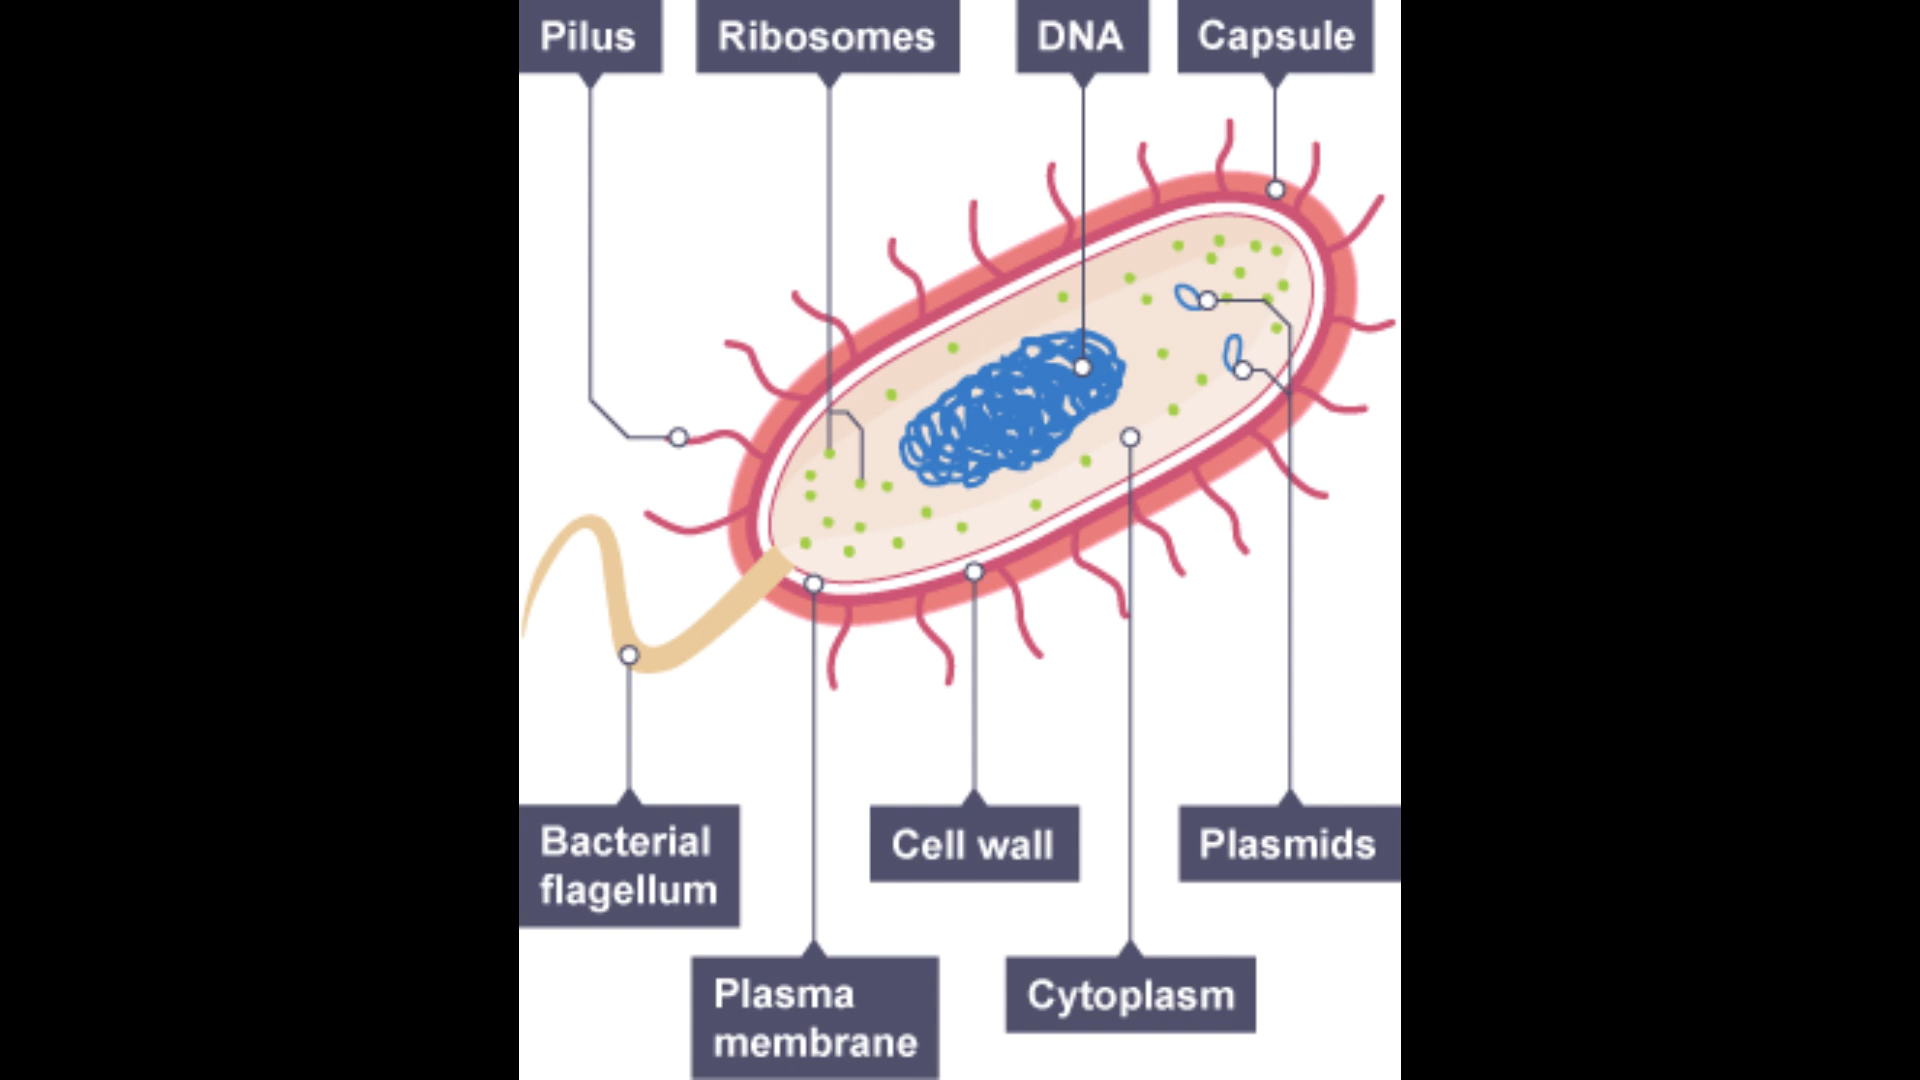 Pilus
Ribosomes
DNA
Capsule
Bacterial
flagellum
Cell wall
Plasmids
Plasma
membrane
Cytoplasm